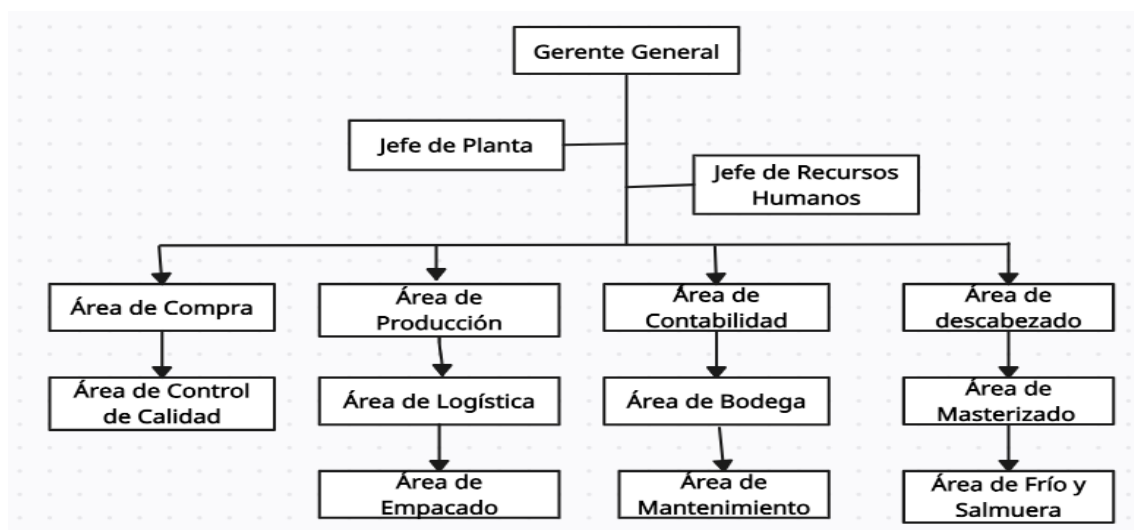 Gerente General
Jefe de Planta
Jefe de Recursos
Humanos
Área de Compra
Área de
Producción
Área de
Contabilidad
Área de
descabezado
Área de Control
de Calidad
Área de Logística
Área de Bodega
Área de
Masterizado
Área de
Empacado
Área de
Mantenimiento
Área de Frío y
Salmuera